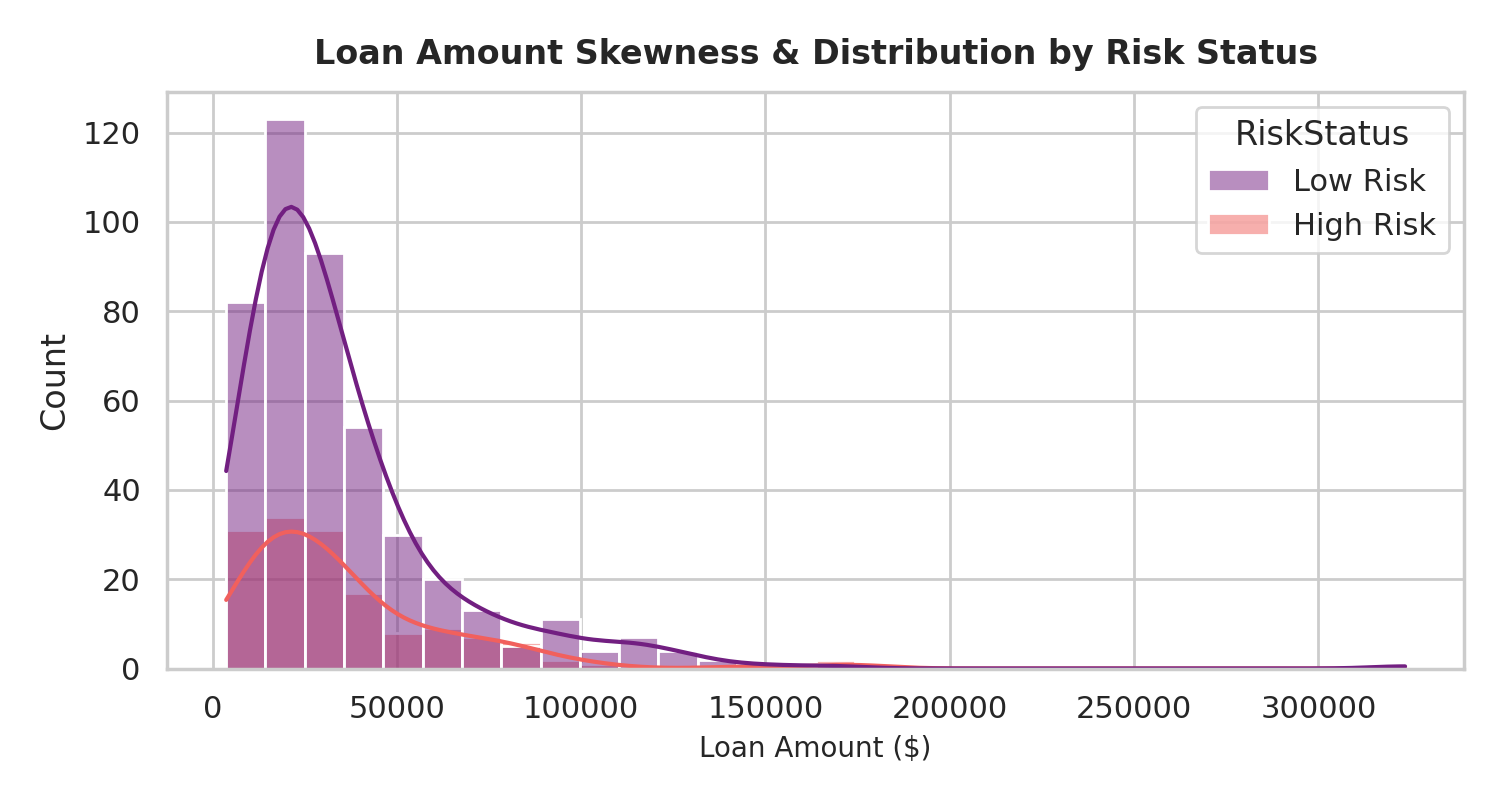 Loan Amount Skewness & Distribution by Risk Status
RiskStatus
Low Risk
High Risk
Count
120
100
80
60
40
20
0
0 50000 100000 150000 200000 250000 300000
Loan Amount ($)